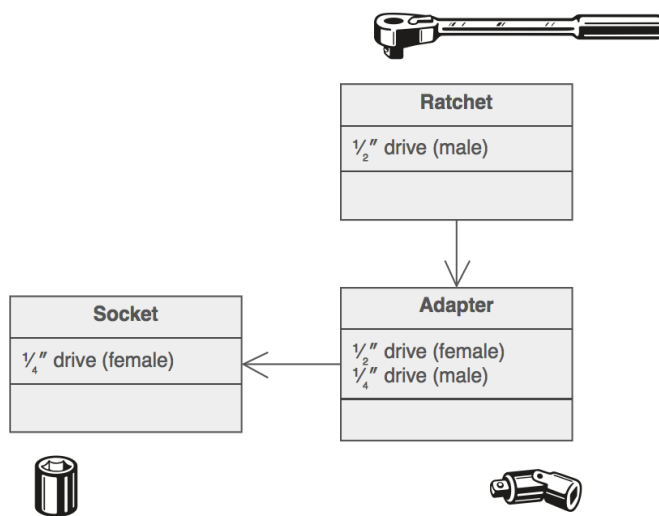 Ratchet
½″ drive (male)
Adapter
½″ drive (female)
¼″ drive (male)
Socket
¼″ drive (female)